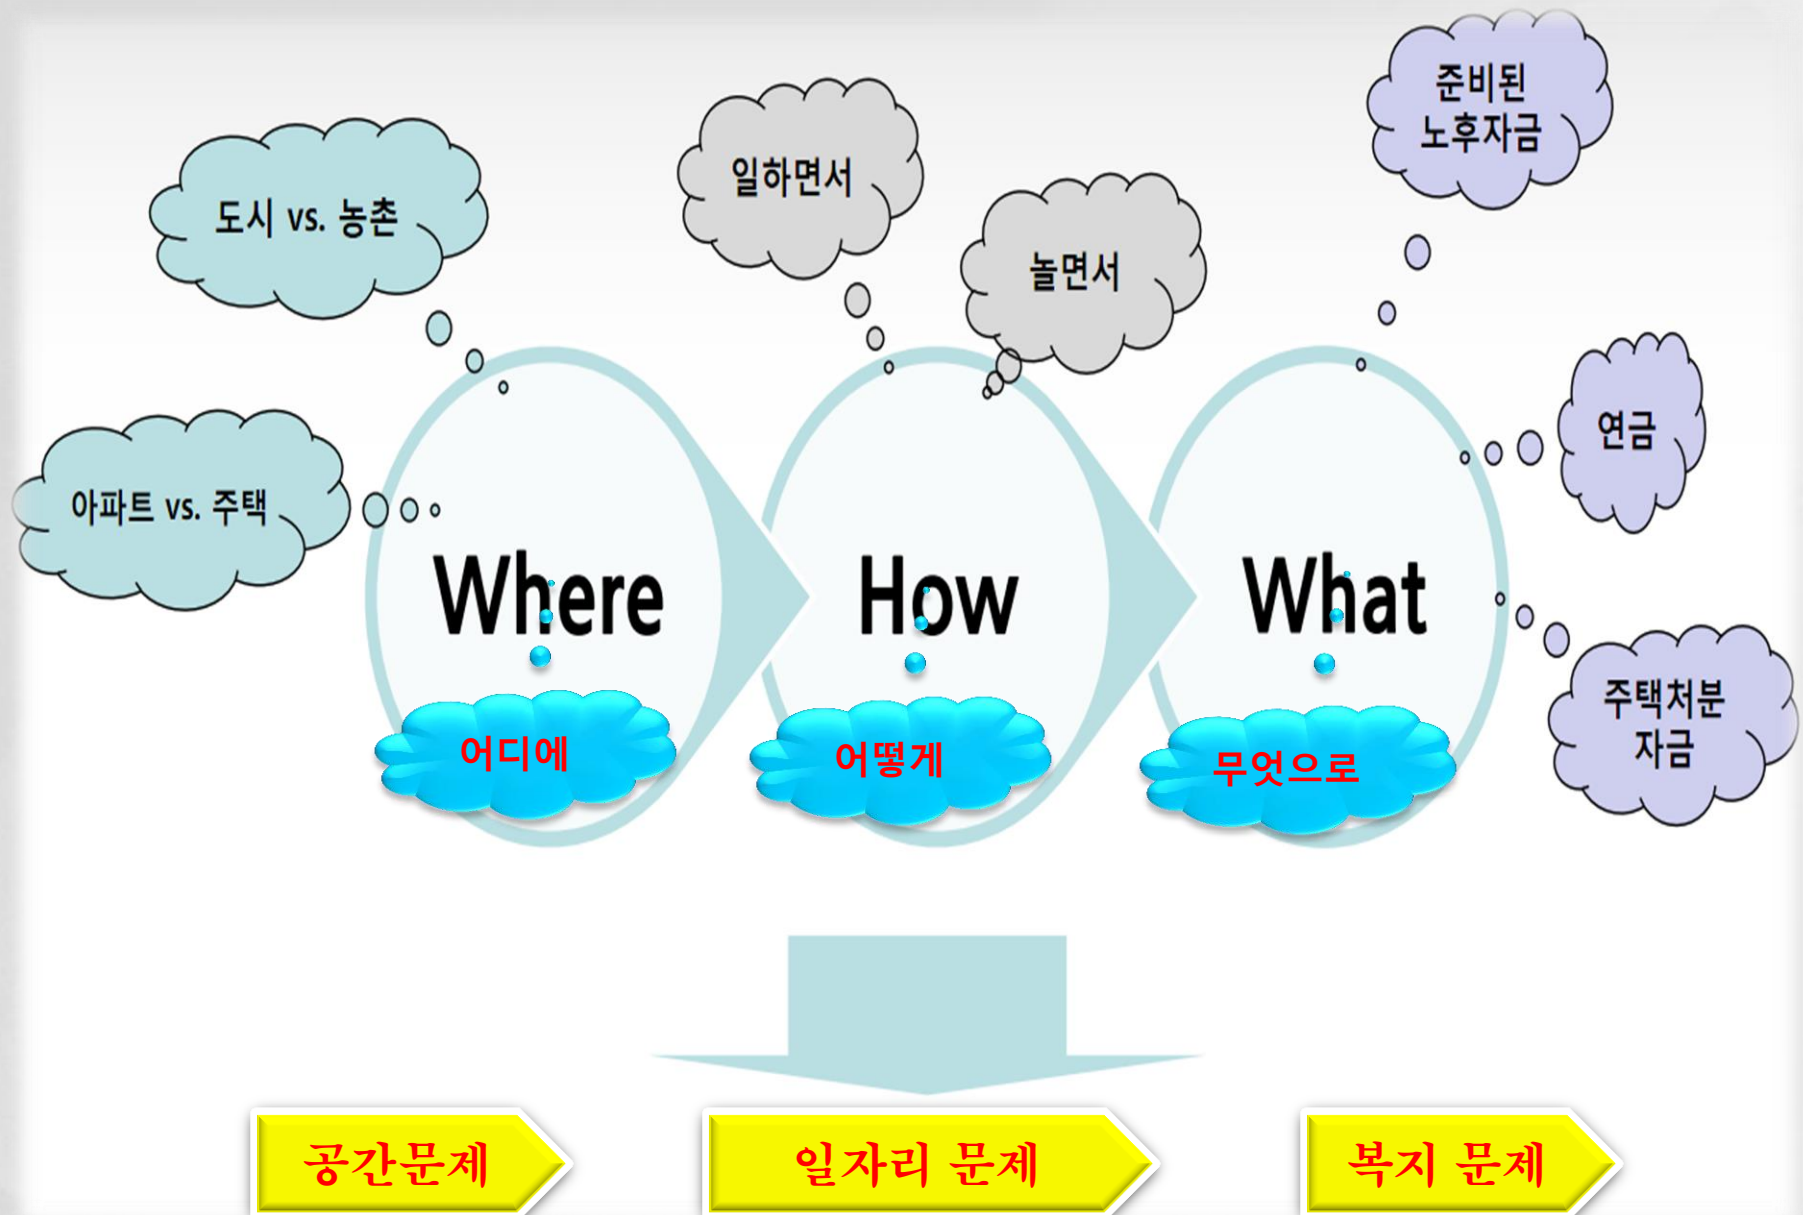 준비된
노후자금
일하면서
도시 vs. 농촌
놀면서
연금
아파트 vs. 주택
Where
How
What
어디에
어떻게
무엇으로
주택처분
자금
공간문제
일자리 문제
복지 문제